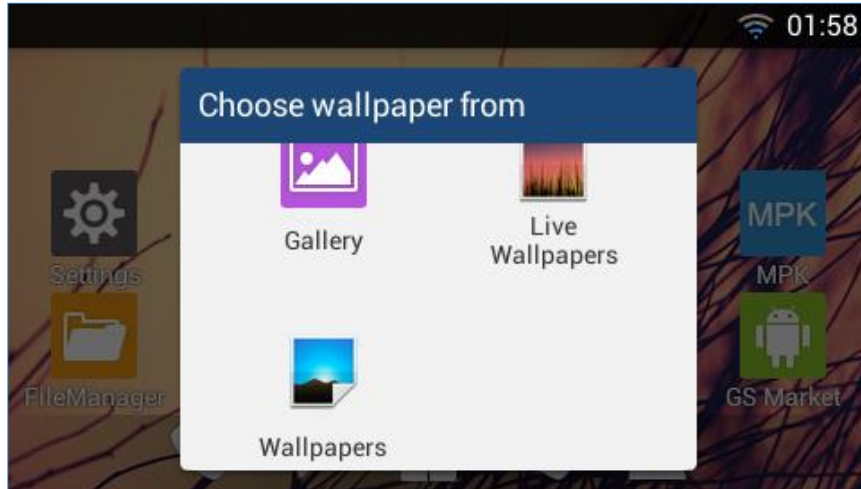 01:58
Choose wallpaper from
Gallery
Live
Wallpapers
Wallpapers
Settings
FileManager
MPK
MPK
GS Market